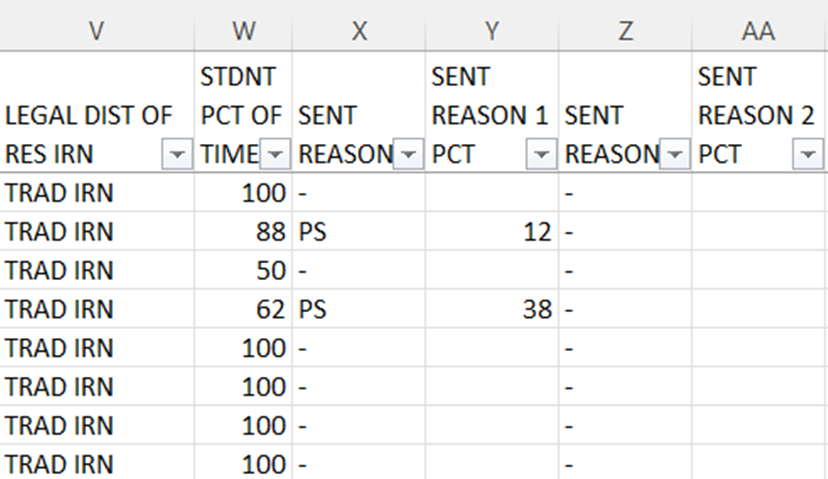 V W X Y Z AA
STDNT SENT SENT
LEGAL DIST OF PCT OF SENT REASON 1 SENT REASON 2
RES IRN TIME REASON PCT REASON PCT
TRAD IRN 100 - -
TRAD IRN 88 PS 12 -
TRAD IRN 50 - -
TRAD IRN 62 PS 38 -
TRAD IRN 100 - -
TRAD IRN 100 - -
TRAD IRN 100 - -
TRAD IRN 100 - -